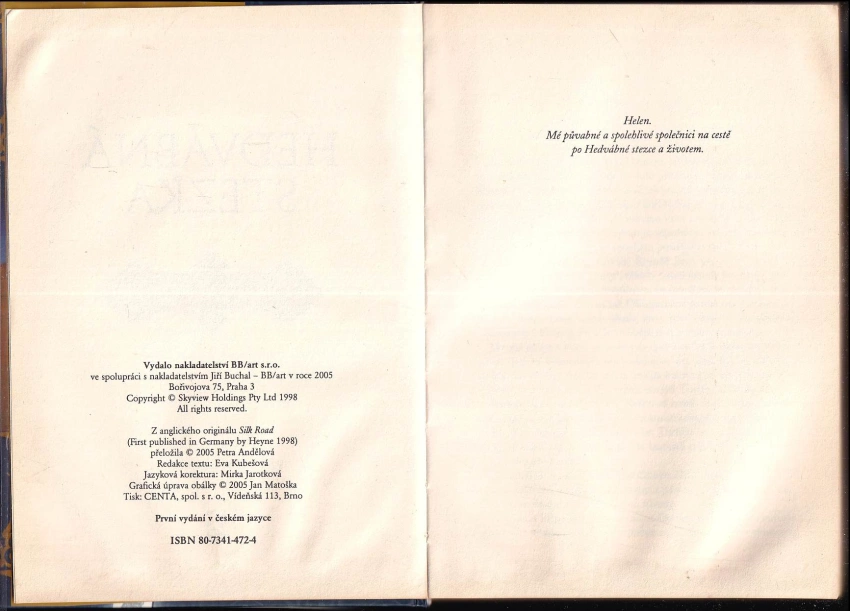 Vydalo nakladatelství BB/art s.r.o.
ve spolupráci s nakladatelstvím Jiří Buchal – BB/art v roce 2005
Bořivojova 75, Praha 3
Copyright © Skyview Holdings Pty Ltd 1998
All rights reserved.
Z anglického originálu Silk Road
(First published in Germany by Heyne 1998)
přeložila © 2005 Petra Andělová
Redakce textu: Eva Kubešová
Jazyková korektura: Mirka Jarotková
Grafická úprava obálky © 2005 Jan Matoška
Tisk: CENTA, spol. s r. o., Vídeňská 113, Brno
První vydání v českém jazyce
ISBN 80-7341-472-4
Helen.
Mé půvabné a spolehlivé společnici na cestě
po Hedvábné stezce a životem.